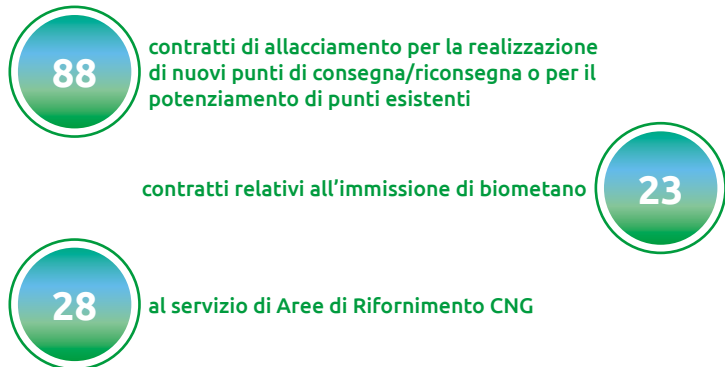 88
contratti di allacciamento per la realizzazione
di nuovi punti di consegna/riconsegna o per il
potenziamento di punti esistenti
contratti relativi all’immissione di biometano
23
28
al servizio di Aree di Rifornimento CNG